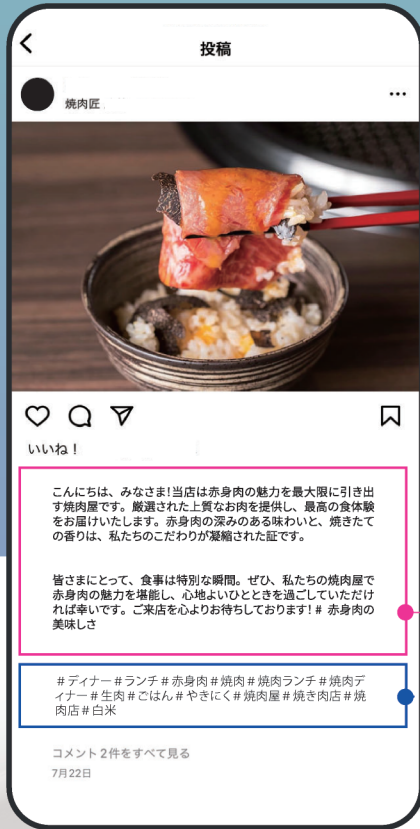 投稿
焼肉匠
いいね！
こんにちは、みなさま！当店は赤身肉の魅力を最大限に引き出
す焼肉屋です。厳選された上質なお肉を提供し、最高の食体験
をお届けいたします。赤身肉の深みのある味わいと、焼きたて
の香りは、私たちのこだわりが凝縮された証です。
皆さまにとって、食事は特別な瞬間。ぜひ、私たちの焼肉屋で
赤身肉の魅力を堪能し、心地よいひとときを過ごしていただけ
れば幸いです。ご来店を心よりお待ちしております！# 赤身肉の
美味しさ
#ディナー#ランチ#赤身肉#焼肉#焼肉ランチ#焼肉デ
ィナー#生肉#ごはん#やきにく#焼肉屋#焼き肉店#焼
肉店#白米
コメント2件をすべて見る
7月22日